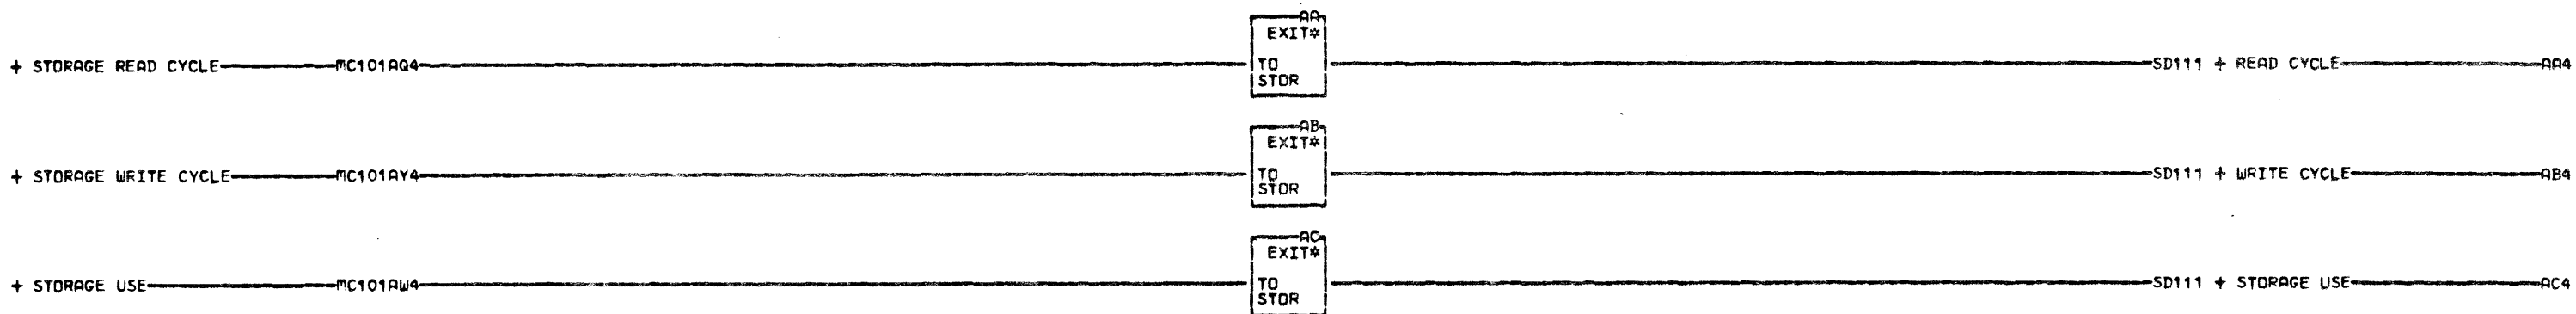 AA
EXIT*
+ STORAGE READ CYCLE MC101AQ4 TO SD111 + READ CYCLE AA4
STOR
AB
EXIT*
+ STORAGE WRITE CYCLE MC101AY4 TO SD111 + WRITE CYCLE AB4
STOR
AC
EXIT*
+ STORAGE USE MC101AW4 TO SD111 + STORAGE USE AC4
STOR